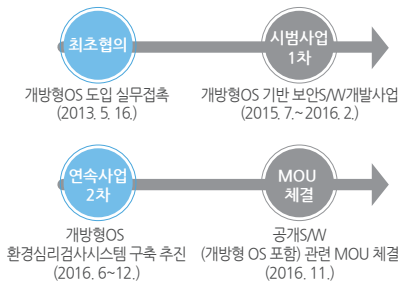 최초협의
시범사업
1차
개방형OS 도입 실무접촉
(2013. 5. 16.)
개방형OS 기반 보안S/W개발사업
(2015. 7.~ 2016. 2.)
연속사업
2차
MOU
체결
개방형OS
환경심리검사시스템 구축 추진
(2016. 6~12.)
공개S/W
(개방형 OS 포함) 관련 MOU 체결
(2016. 11.)